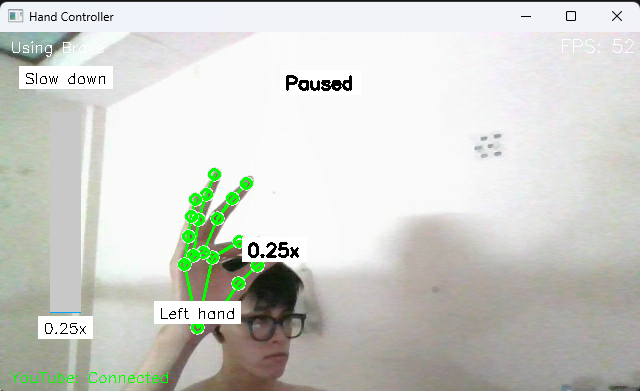 Hand Controller
Using Brave
FPS: 52
Slow down
Paused
0.25x
Left hand
0.25x
YouTube: Connected